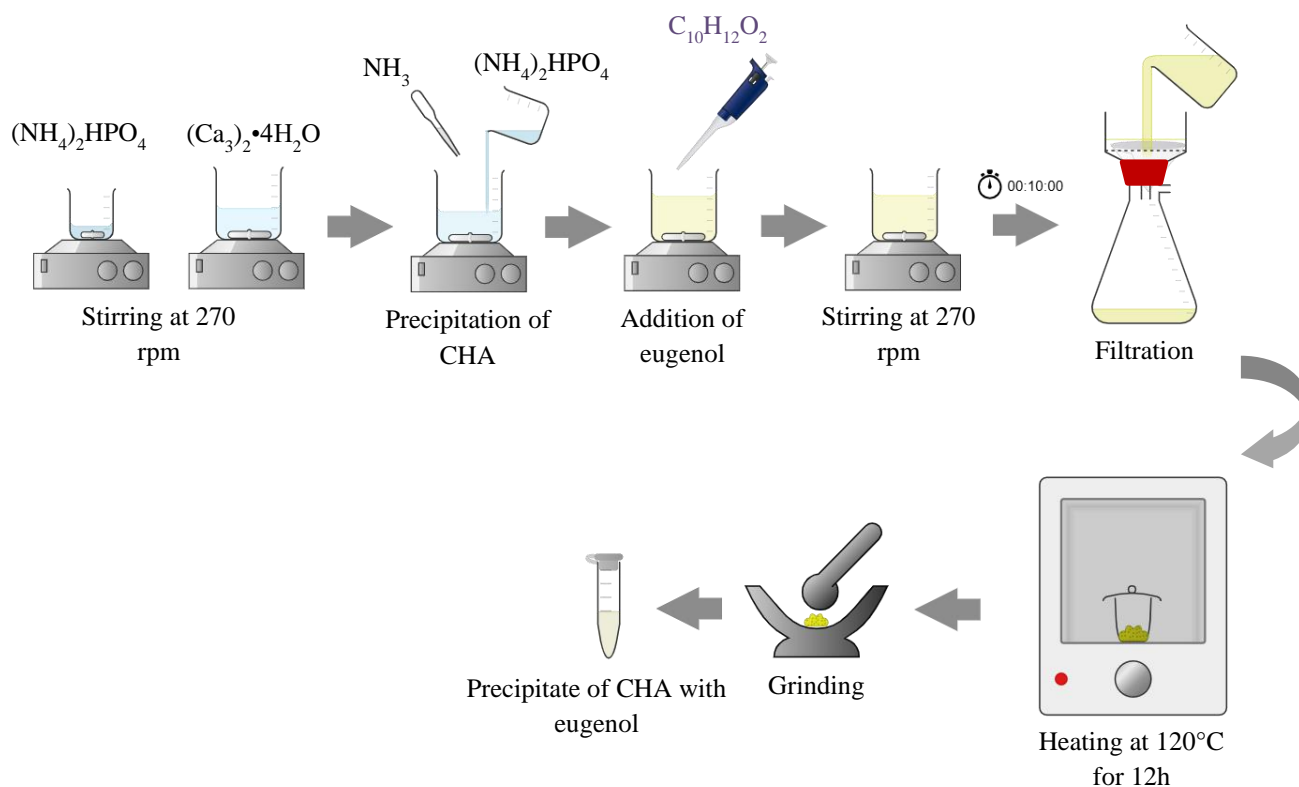 C₁₀H₁₂O₂
NH₃
(NH₄)₂HPO₄
(NH₄)₂HPO₄
(Ca₃)₂•4H₂O
00:10:00
Stirring at 270
rpm
Precipitation of
CHA
Addition of
eugenol
Stirring at 270
rpm
Filtration
Precipitate of CHA with
eugenol
Grinding
Heating at 120°C
for 12h